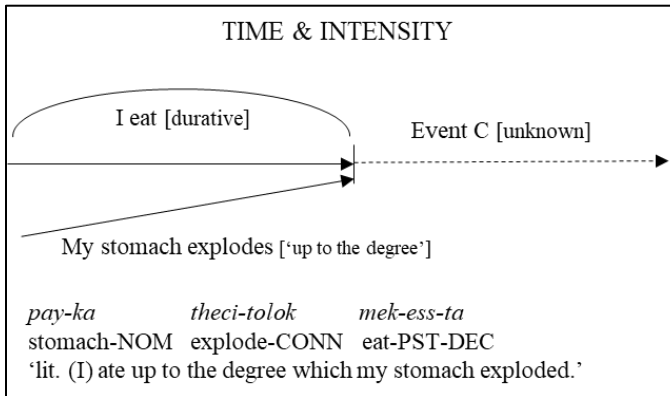 TIME & INTENSITY
I eat [durative]
Event C [unknown]
My stomach explodes ['up to the degree']
pay-ka theci-tolok mek-ess-ta
stomach-NOM explode-CONN eat-PST-DEC
'lit. (I) ate up to the degree which my stomach exploded.'